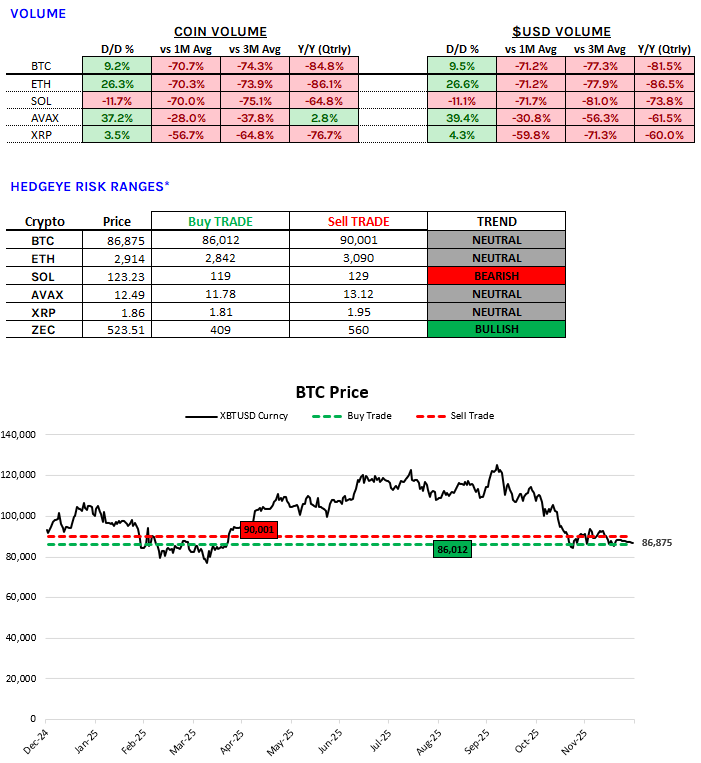 VOLUME
COIN VOLUME $USD VOLUME
D/D % vs 1M Avg vs 3M Avg Y/Y (Qtrly) D/D % vs 1M Avg vs 3M Avg Y/Y (Qtrly)
BTC 9.2% -70.7% -74.3% -84.8% 9.5% -71.2% -77.3% -81.5%
ETH 26.3% -70.3% -73.9% -86.1% 26.6% -71.2% -77.9% -86.5%
SOL -11.7% -70.0% -75.1% -64.8% -11.1% -71.7% -81.0% -73.8%
AVAX 37.2% -28.0% -37.8% 2.8% 39.4% -30.8% -56.3% -61.5%
XRP 3.5% -56.7% -64.8% -76.7% 4.3% -59.8% -71.3% -60.0%
HEDGEYE RISK RANGES*
Crypto Price Buy TRADE Sell TRADE TREND
BTC 86,875 86,012 90,001 NEUTRAL
ETH 2,914 2,842 3,090 NEUTRAL
SOL 123.23 119 129 BEARISH
AVAX 12.49 11.78 13.12 NEUTRAL
XRP 1.86 1.81 1.95 NEUTRAL
ZEC 523.51 409 560 BULLISH
BTC Price
XBTUSD Curncy Buy Trade Sell Trade
140,000
120,000
100,000
90,001
86,012
86,875
80,000
60,000
40,000
20,000
0
Dec-24 Jan-25 Feb-25 Mar-25 Apr-25 May-25 Jun-25 Jul-25 Aug-25 Sep-25 Oct-25 Nov-25